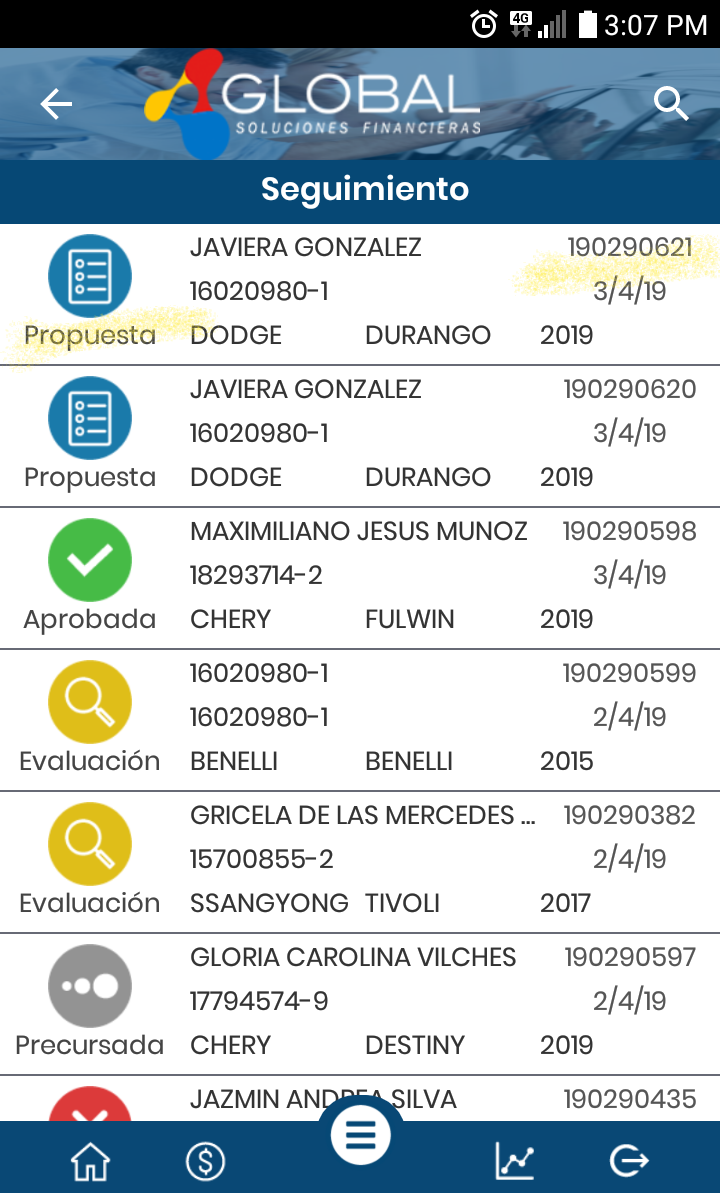 4G 3:07 PM
GLOBAL
SOLUCIONES FINANCIERAS
Seguimiento
JAVIERA GONZALEZ 190290621
16020980-1 3/4/19
Propuesta DODGE DURANGO 2019
JAVIERA GONZALEZ 190290620
16020980-1 3/4/19
Propuesta DODGE DURANGO 2019
MAXIMILIANO JESUS MUNOZ 190290598
18293714-2 3/4/19
Aprobada CHERY FULWIN 2019
16020980-1 190290599
16020980-1 2/4/19
Evaluación BENELLI BENELLI 2015
GRICELA DE LAS MERCEDES ... 190290382
15700855-2 2/4/19
Evaluación SSANGYONG TIVOLI 2017
GLORIA CAROLINA VILCHES 190290597
17794574-9 2/4/19
Precursada CHERY DESTINY 2019
JAZMIN ANDREA SILVA 190290435